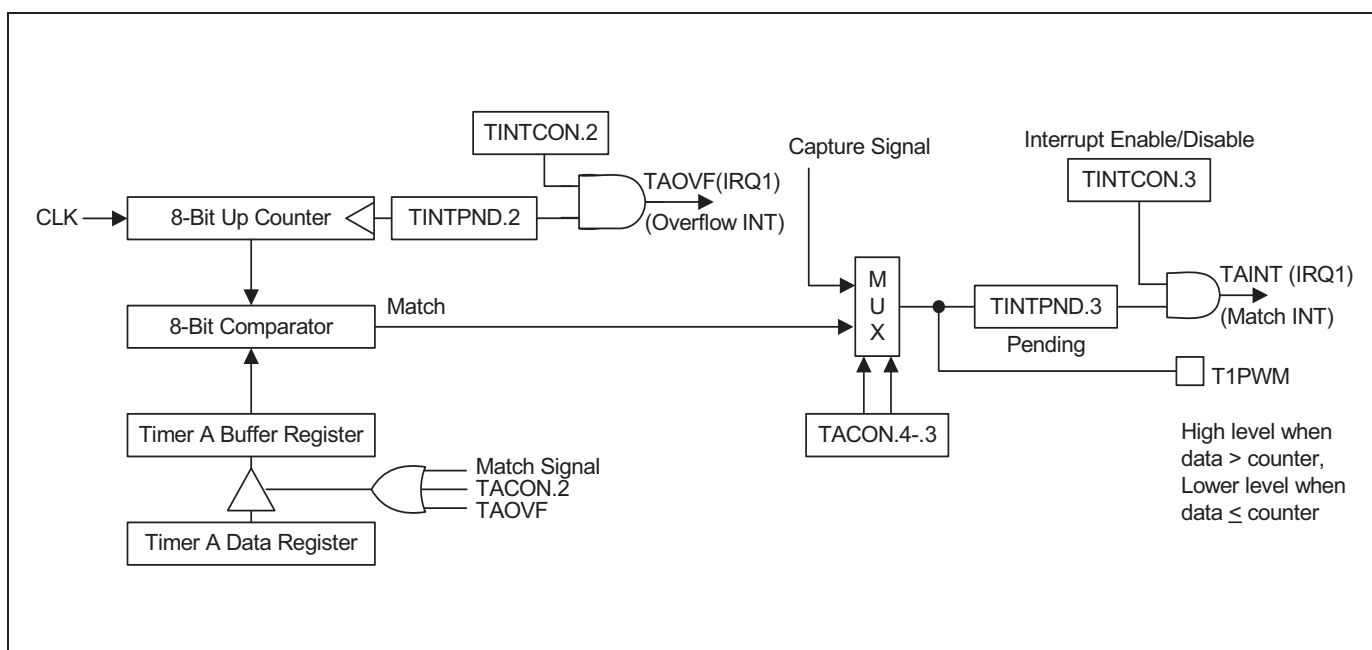 TINTCON.2
Capture Signal
Interrupt Enable/Disable
TINTCON.3
TAOVF(IRQ1)
(Overflow INT)
CLK
8-Bit Up Counter
TINTPND.2
M
U
X
TAINT (IRQ1)
(Match INT)
8-Bit Comparator
Match
TINTPND.3
Pending
T1PWM
Timer A Buffer Register
TACON.4-.3
High level when
data > counter,
Lower level when
data ≤ counter
Match Signal
TACON.2
TAOVF
Timer A Data Register